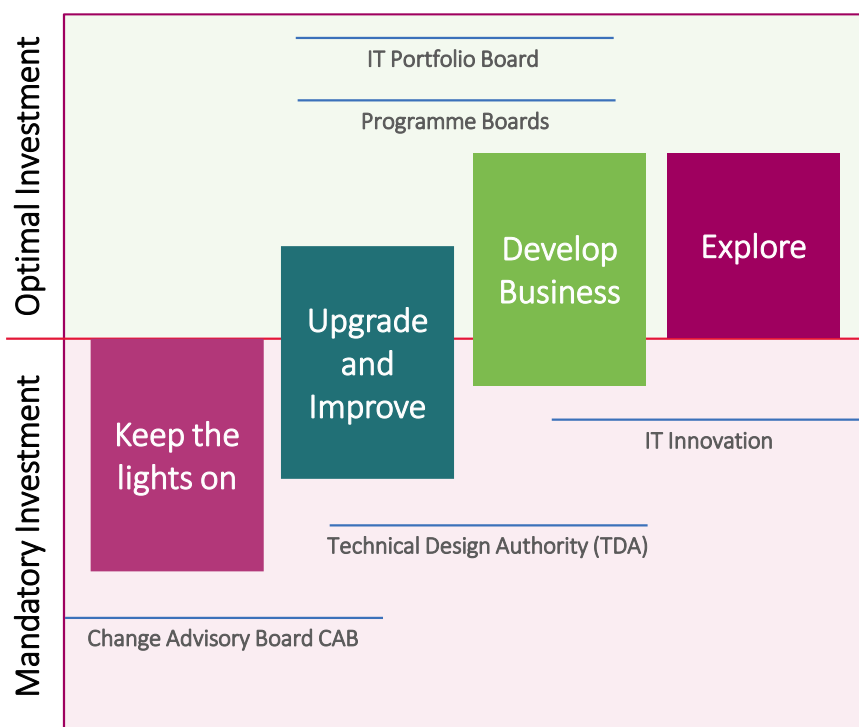 Optimal Investment
IT Portfolio Board
Programme Boards
Develop
Business
Explore
Upgrade
and
Improve
Mandatory Investment
Keep the
lights on
IT Innovation
Technical Design Authority (TDA)
Change Advisory Board CAB